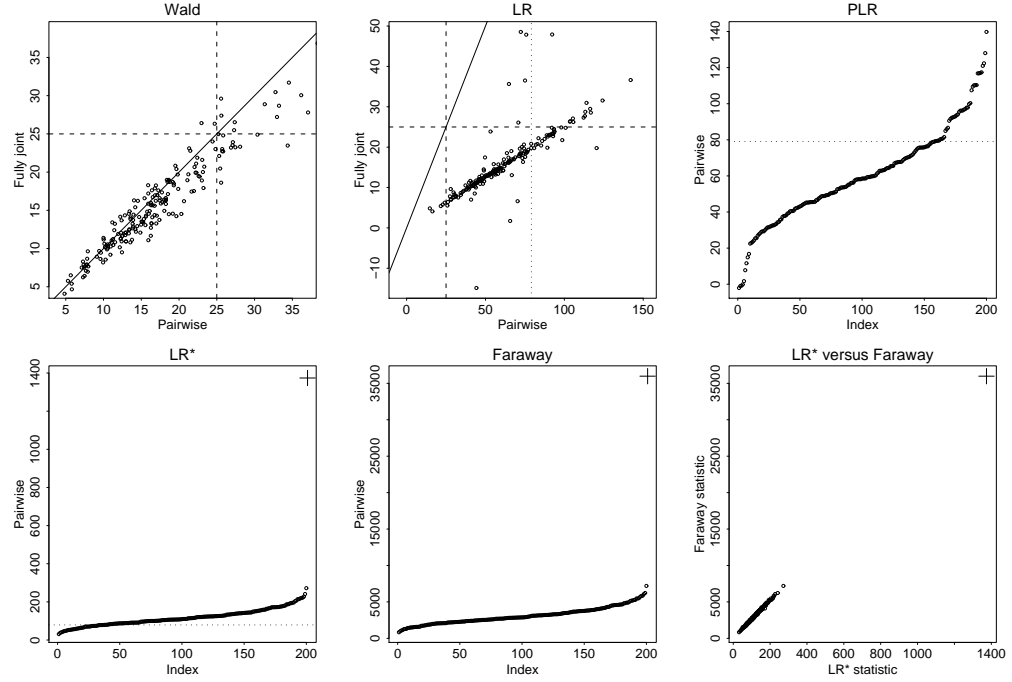 Wald
Fully joint
35
30
25
20
15
10
5
5 10 15 20 25 30 35
Pairwise
LR
Fully joint
50
40
30
20
10
0
−10
0 50 100 150
Pairwise
PLR
Pairwise
140
120
100
80
60
40
20
0
0 50 100 150 200
Index
LR*
Pairwise
1400
1000
800
600
400
200
0
0 50 100 150 200
Index
Faraway
Pairwise
35000
25000
15000
5000
0
0 50 100 150 200
Index
LR* versus Faraway
Faraway statistic
35000
25000
15000
5000
0
0 200 400 600 800 1000 1400
LR* statistic